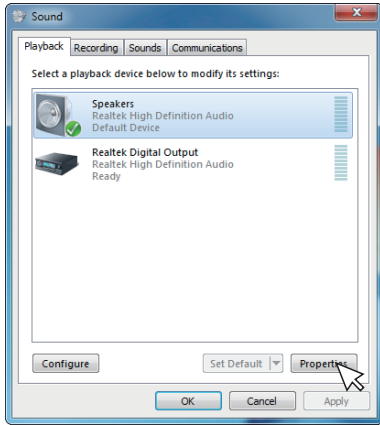 Sound
Playback Recording Sounds Communications
Select a playback device below to modify its settings:
Speakers
Realtek High Definition Audio
Default Device
Realtek Digital Output
Realtek High Definition Audio
Ready
Configure Set Default Properties
OK Cancel Apply